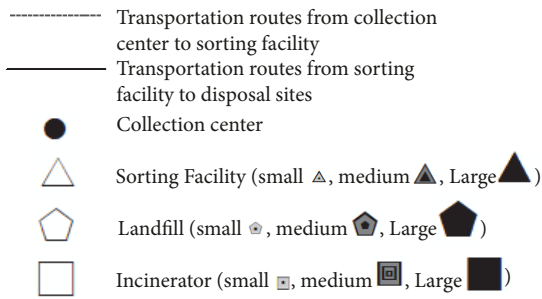 Transportation routes from collection
center to sorting facility
Transportation routes from sorting
facility to disposal sites
Collection center
Sorting Facility (small , medium , Large )
Landfill (small , medium , Large )
Incinerator (small , medium , Large )